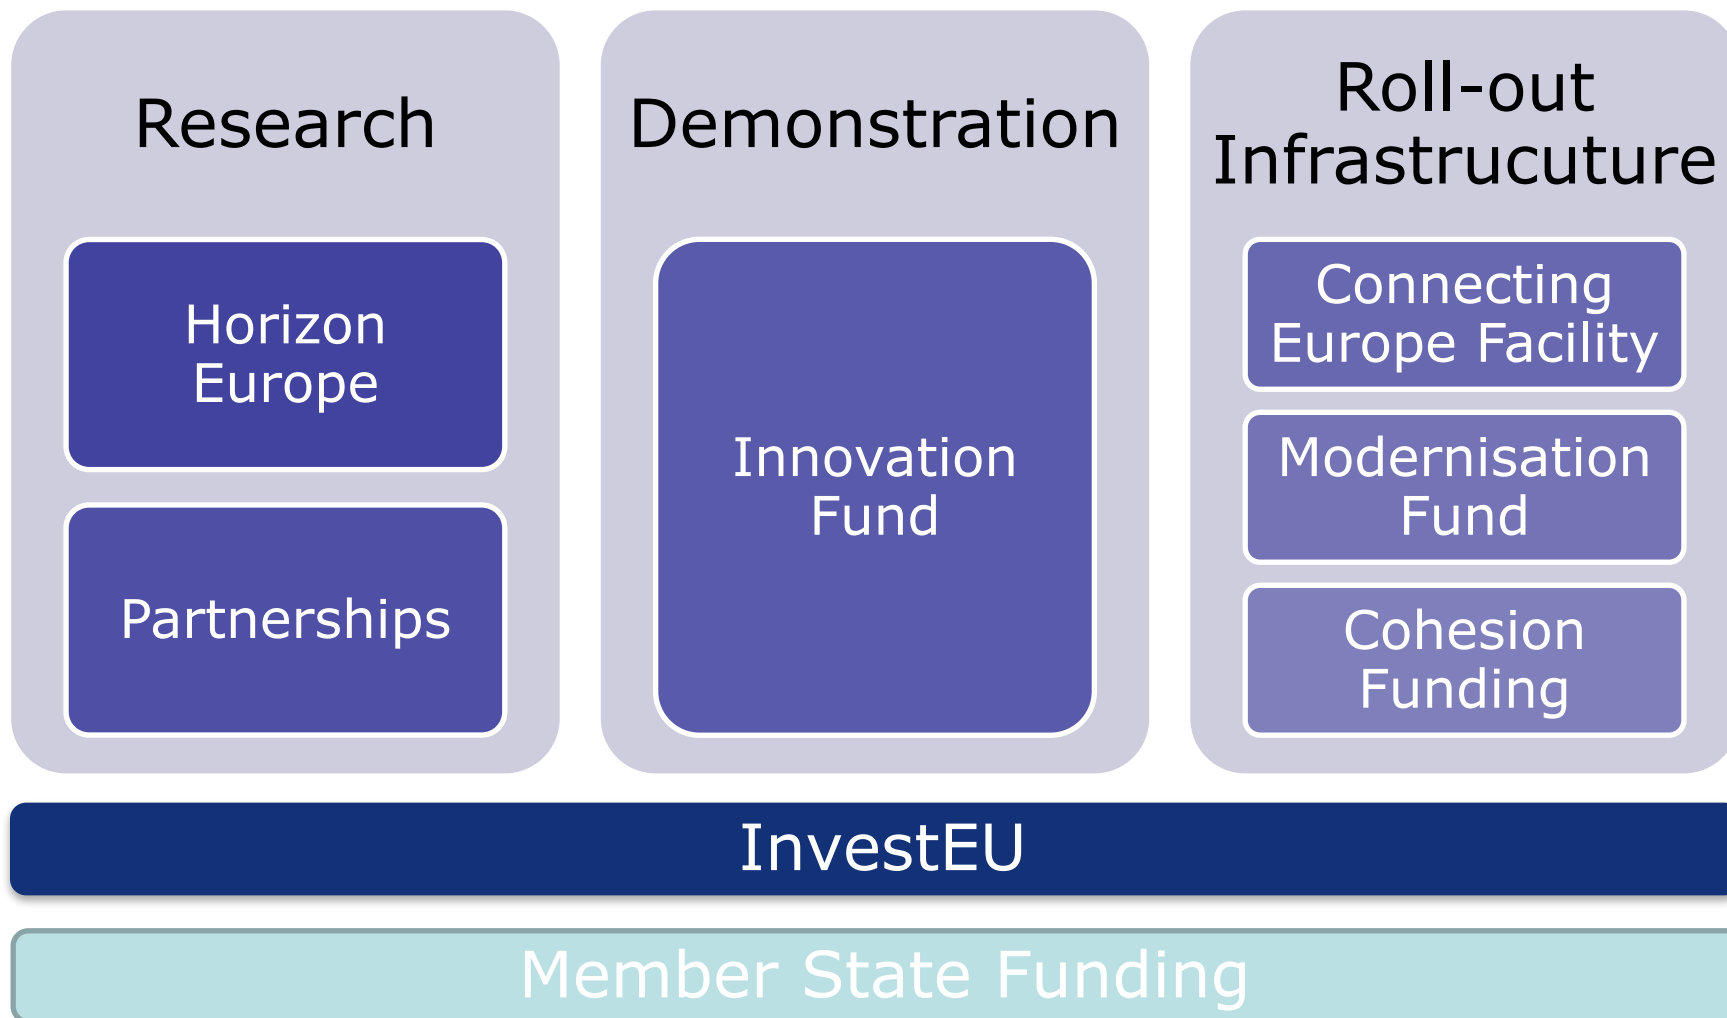 Research
Horizon
Europe
Partnerships
Demonstration
Innovation
Fund
Roll-out
Infrastrucuture
Connecting
Europe Facility
Modernisation
Fund
Cohesion
Funding
InvestEU
Member State Funding